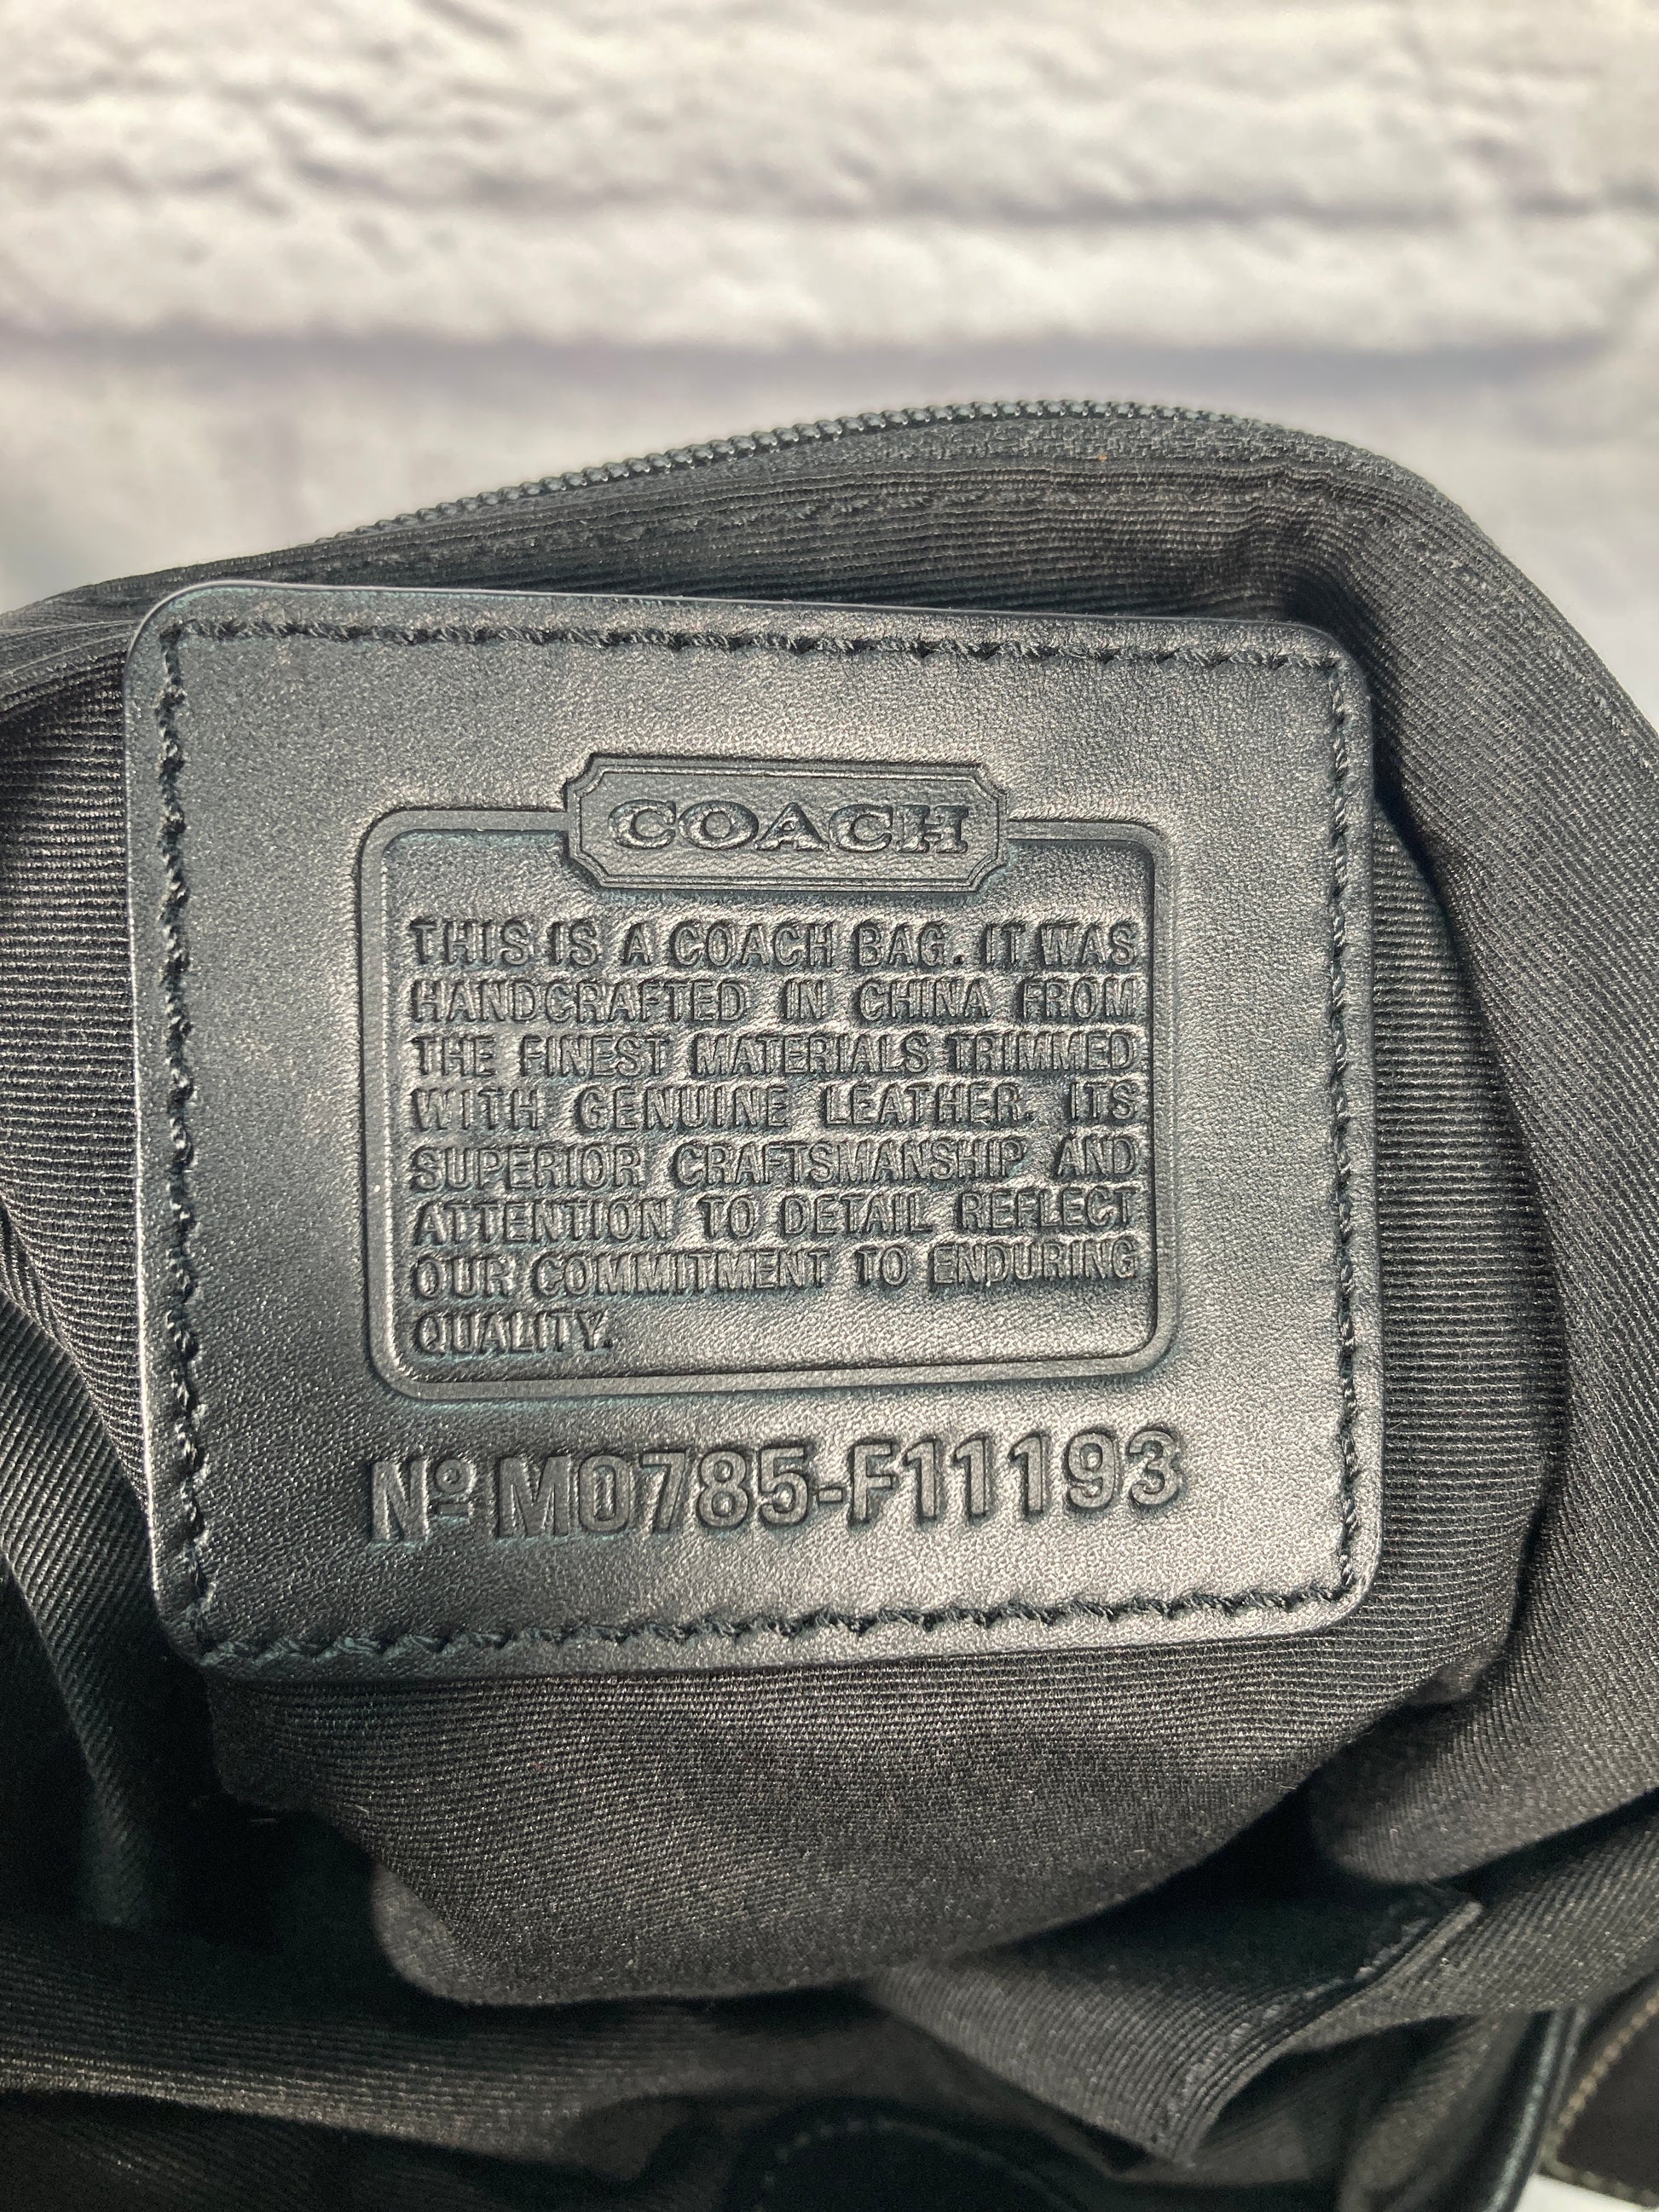 COACH
THIS IS A COACH BAG. IT WAS
HANDCRAFTED IN CHINA FROM
THE FINEST MATERIALS TRIMMED
WITH GENUINE LEATHER. ITS
SUPERIOR CRAFTSMANSHIP AND
ATTENTION TO DETAIL REFLECT
OUR COMMITMENT TO ENDURING
QUALITY.
Nº M0785-F11193